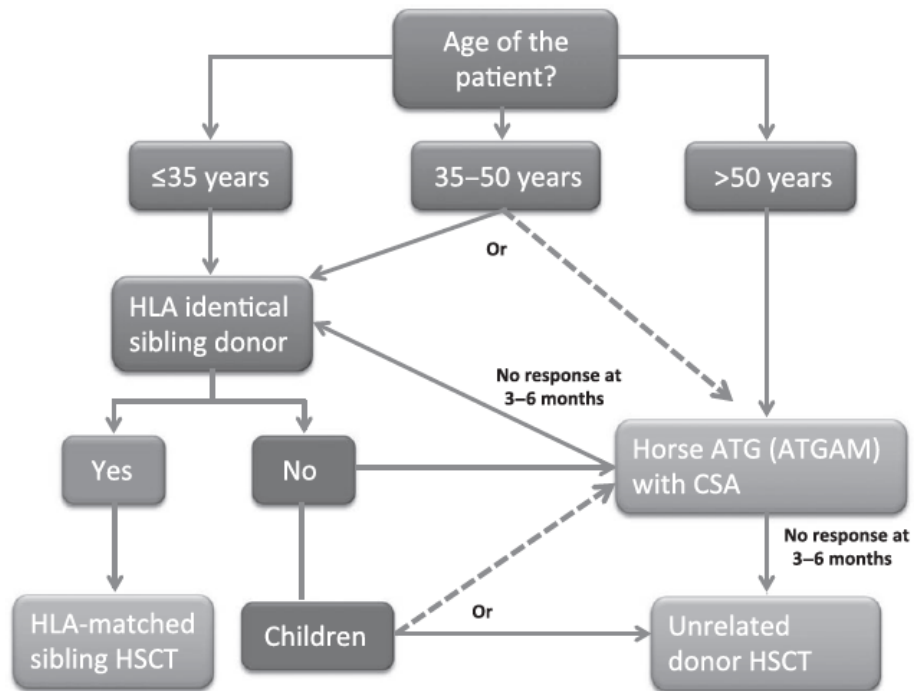 Age of the
patient?
≤35 years
35–50 years
>50 years
Or
HLA identical
sibling donor
No response at
3–6 months
Horse ATG (ATGAM)
with CSA
Yes
No
No response at
3–6 months
HLA-matched
sibling HSCT
Children
Or
Unrelated
donor HSCT